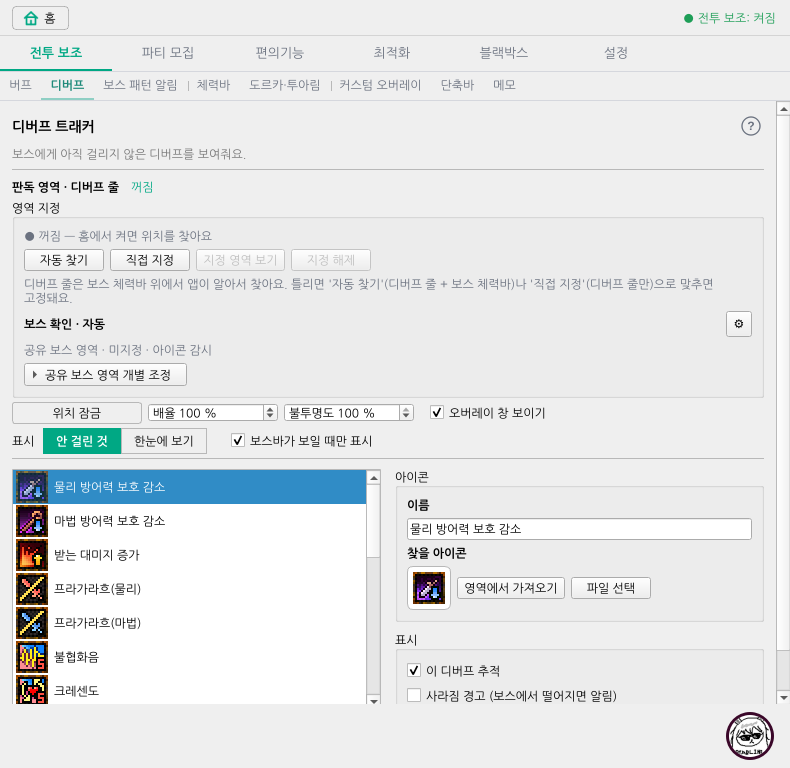 홈
전투 보조: 켜짐
전투 보조
파티 모집
편의기능
최적화
블랙박스
설정
버프
디버프
보스 패턴 알림
체력바
도르카·투아림
커스텀 오버레이
단축바
메모
디버프 트래커
?
보스에게 아직 걸리지 않은 디버프를 보여줘요.
판독 영역 · 디버프 줄 꺼짐
영역 지정
꺼짐 — 홈에서 켜면 위치를 찾아요
자동 찾기
직접 지정
지정 영역 보기
지정 해제
디버프 줄은 보스 체력바 위에서 앱이 알아서 찾아요. 틀리면 '자동 찾기'(디버프 줄 + 보스 체력바)나 '직접 지정'(디버프 줄만)으로 맞추면
고정돼요.
보스 확인 · 자동
공유 보스 영역 · 미지정 · 아이콘 감시
공유 보스 영역 개별 조정
위치 잠금
배율 100 %
불투명도 100 %
오버레이 창 보이기
표시
안 걸린 것
한눈에 보기
보스바가 보일 때만 표시
물리 방어력 보호 감소
마법 방어력 보호 감소
받는 대미지 증가
프라가라흐(물리)
프라가라흐(마법)
불협화음
크레센도
아이콘
이름
물리 방어력 보호 감소
찾을 아이콘
영역에서 가져오기
파일 선택
표시
이 디버프 추적
사라짐 경고 (보스에서 떨어지면 알림)